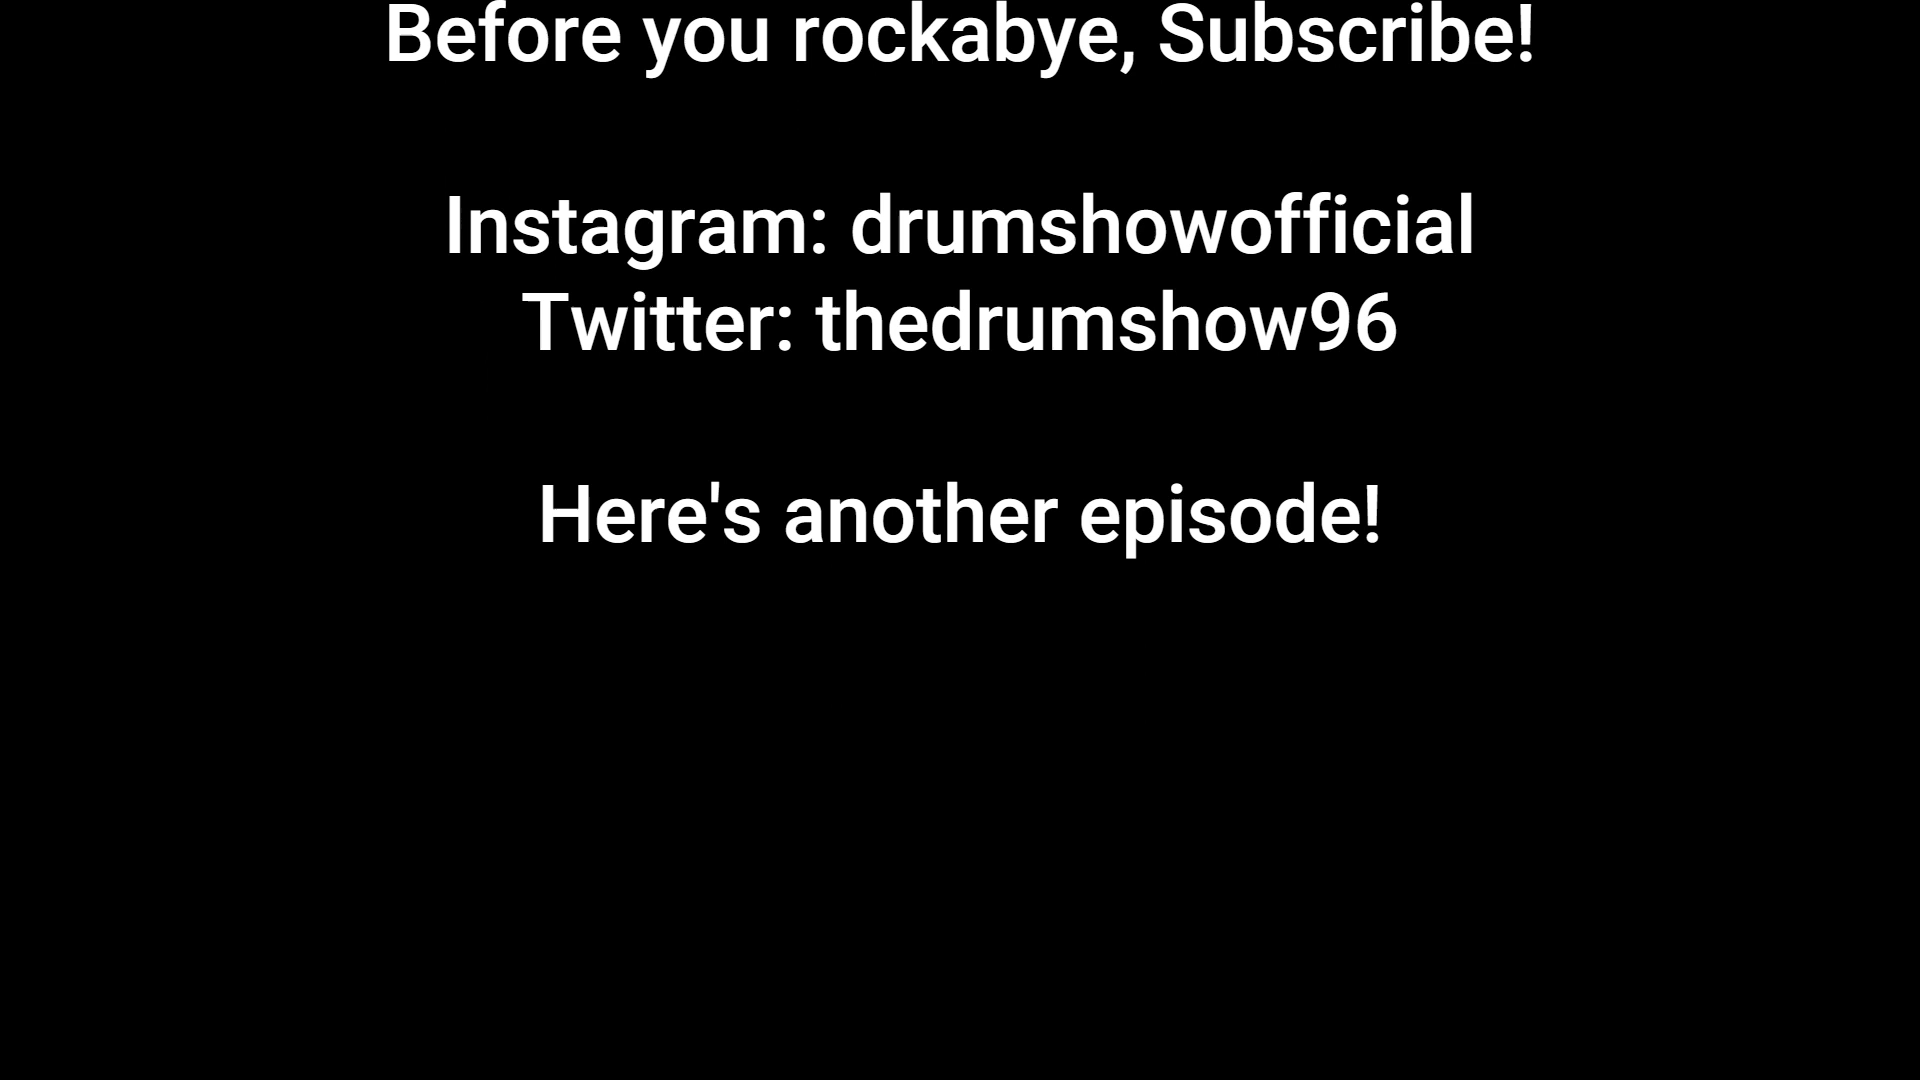 Before you rockabye, Subscribe!
Instagram: drumshowofficial
Twitter: thedrumshow96
Here's another episode!